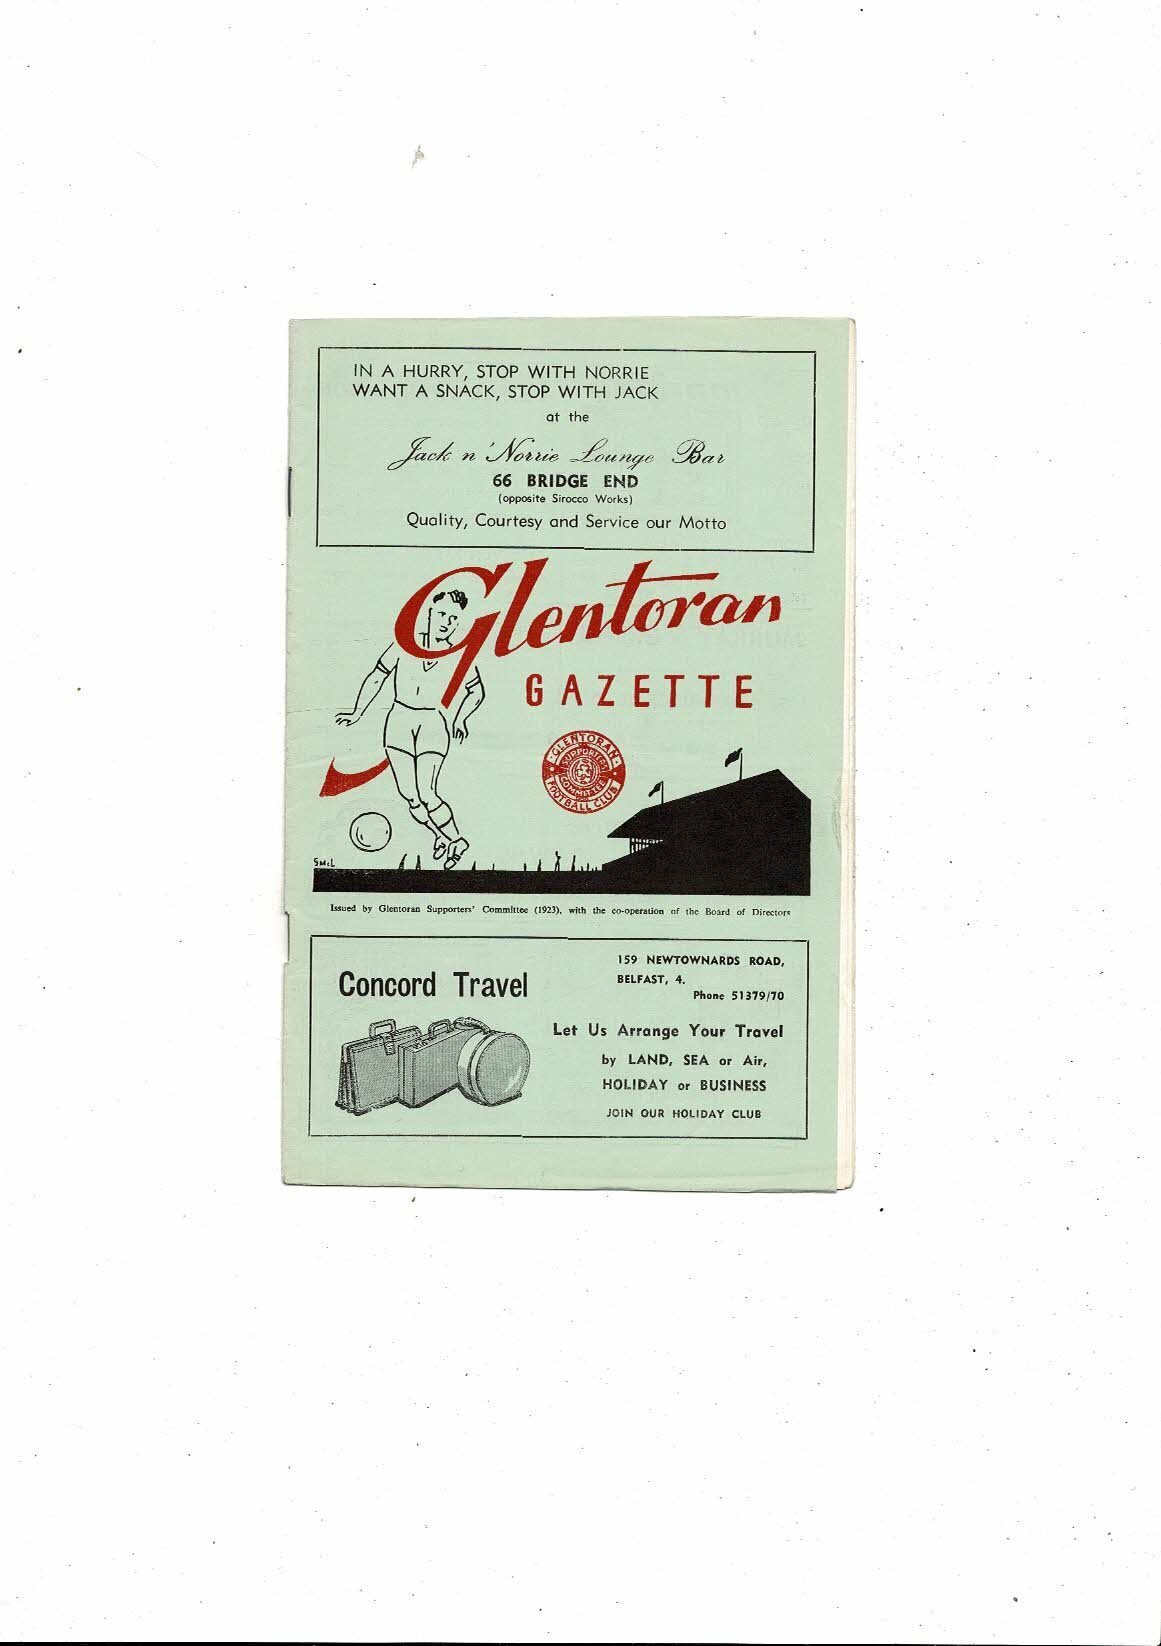 IN A HURRY, STOP WITH NORRIE
WANT A SNACK, STOP WITH JACK
at the
Jack n 'Norrie Lounge Bar
66 BRIDGE END
(opposite Sirocco Works)
Quality, Courtesy and Service our Motto
Glentoran
GAZETTE
GLENTORAN
SUPPORTERS
COMMITTEE
FOOTBALL CLUB
SMcL
Issued by Glentoran Supporters' Committee (1923), with the co-operation of the Board of Directors
159 NEWTOWNARDS ROAD,
Concord Travel
BELFAST, 4.
Phone 51379/70
Let Us Arrange Your Travel
by LAND, SEA or Air,
HOLIDAY or BUSINESS
JOIN OUR HOLIDAY CLUB